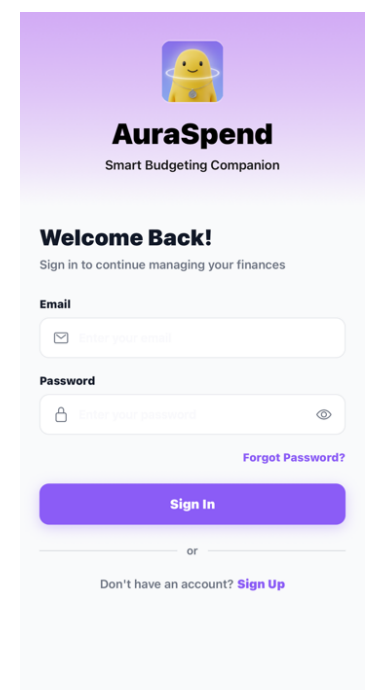 AuraSpend
Smart Budgeting Companion
Welcome Back!
Sign in to continue managing your finances
Email
Enter your email
Password
Enter your password
Forgot Password?
Sign In
or
Don't have an account? Sign Up